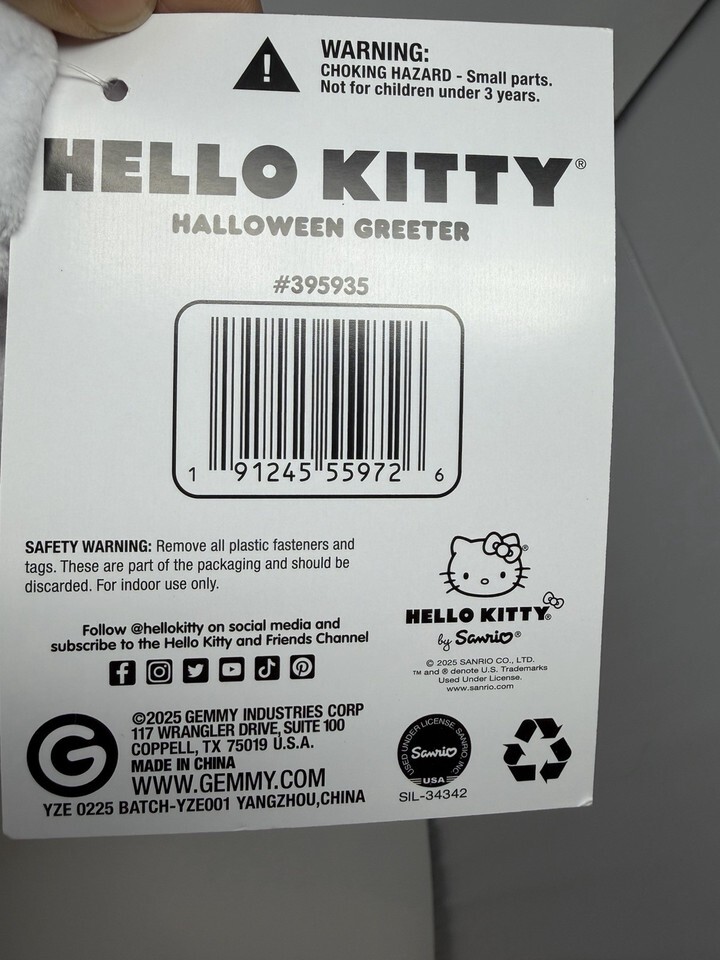 WARNING:
CHOKING HAZARD - Small parts.
Not for children under 3 years.
HELLO KITTY®
HALLOWEEN GREETER
#395935
1 91245 55972 6
SAFETY WARNING: Remove all plastic fasteners and
tags. These are part of the packaging and should be
discarded. For indoor use only.
Follow @hellokitty on social media and
subscribe to the Hello Kitty and Friends Channel
®
HELLO KITTY®
by Sanrio®
© 2025 SANRIO CO., LTD.
™ and ® denote U.S. Trademarks
Used Under License.
www.sanrio.com
G
©2025 GEMMY INDUSTRIES CORP
117 WRANGLER DRIVE, SUITE 100
COPPELL, TX 75019 U.S.A.
MADE IN CHINA
WWW.GEMMY.COM
YZE 0225 BATCH-YZE001 YANGZHOU,CHINA
USED UNDER LICENSE SANRIO, INC.
Sanrio
USA
SIL-34342